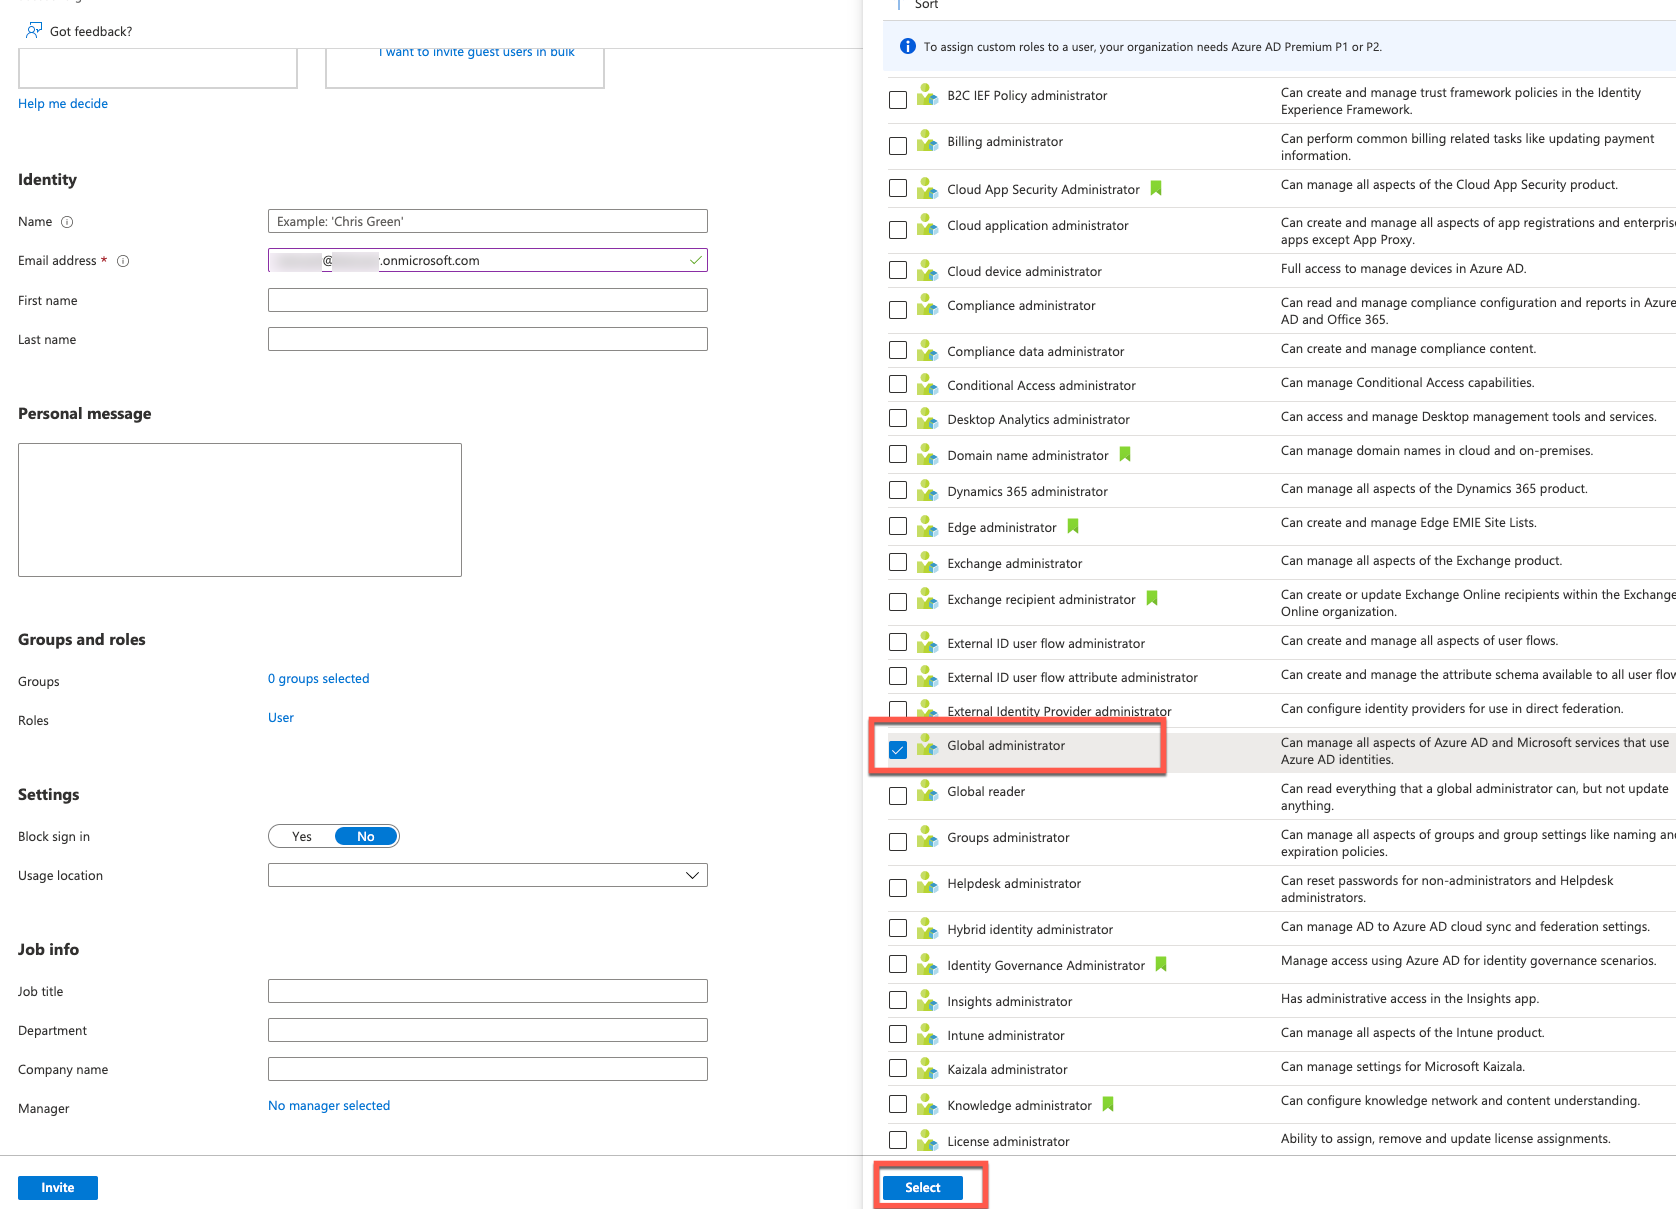 Got feedback?
I want to invite guest users in bulk
Help me decide
Identity
Name
Example: 'Chris Green'
Email address *
@
.onmicrosoft.com
First name
Last name
Personal message
Groups and roles
Groups
0 groups selected
Roles
User
Settings
Block sign in
Yes
No
Usage location
Job info
Job title
Department
Company name
Manager
No manager selected
Invite
Sort
To assign custom roles to a user, your organization needs Azure AD Premium P1 or P2.
B2C IEF Policy administrator
Can create and manage trust framework policies in the Identity
Experience Framework.
Billing administrator
Can perform common billing related tasks like updating payment
information.
Cloud App Security Administrator
Can manage all aspects of the Cloud App Security product.
Cloud application administrator
Can create and manage all aspects of app registrations and enterpris
apps except App Proxy.
Cloud device administrator
Full access to manage devices in Azure AD.
Compliance administrator
Can read and manage compliance configuration and reports in Azure
AD and Office 365.
Compliance data administrator
Can create and manage compliance content.
Conditional Access administrator
Can manage Conditional Access capabilities.
Desktop Analytics administrator
Can access and manage Desktop management tools and services.
Domain name administrator
Can manage domain names in cloud and on-premises.
Dynamics 365 administrator
Can manage all aspects of the Dynamics 365 product.
Edge administrator
Can create and manage Edge EMIE Site Lists.
Exchange administrator
Can manage all aspects of the Exchange product.
Exchange recipient administrator
Can create or update Exchange Online recipients within the Exchange
Online organization.
External ID user flow administrator
Can create and manage all aspects of user flows.
External ID user flow attribute administrator
Can create and manage the attribute schema available to all user flow
External Identity Provider administrator
Can configure identity providers for use in direct federation.
Global administrator
Can manage all aspects of Azure AD and Microsoft services that use
Azure AD identities.
Global reader
Can read everything that a global administrator can, but not update
anything.
Groups administrator
Can manage all aspects of groups and group settings like naming and
expiration policies.
Helpdesk administrator
Can reset passwords for non-administrators and Helpdesk
administrators.
Hybrid identity administrator
Can manage AD to Azure AD cloud sync and federation settings.
Identity Governance Administrator
Manage access using Azure AD for identity governance scenarios.
Insights administrator
Has administrative access in the Insights app.
Intune administrator
Can manage all aspects of the Intune product.
Kaizala administrator
Can manage settings for Microsoft Kaizala.
Knowledge administrator
Can configure knowledge network and content understanding.
License administrator
Ability to assign, remove and update license assignments.
Select